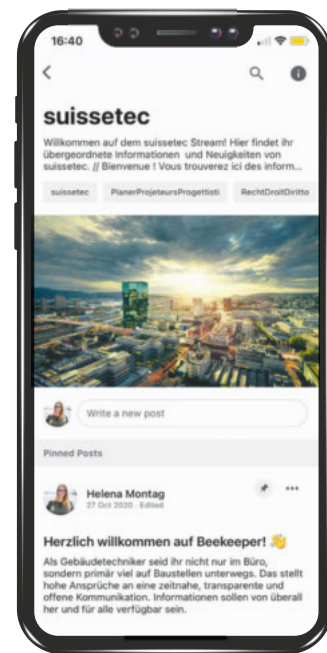 16:40
suissetec
Willkommen auf dem suissetec Stream! Hier findet ihr
übergeordnete Informationen und Neuigkeiten von
suissetec. // Bienvenue ! Vous trouverez ici des inform...
suissetec PlanerProjeteursProgettisti RechtDroitDiritto
Write a new post
Pinned Posts
Helena Montag
27 Oct 2020 · Edited
Herzlich willkommen auf Beekeeper! 👋
Als Gebäudetechniker seid ihr nicht nur im Büro,
sondern primär viel auf Baustellen unterwegs. Das stellt
hohe Ansprüche an eine zeitnahe, transparente und
offene Kommunikation. Informationen sollen von überall
her und für alle verfügbar sein.